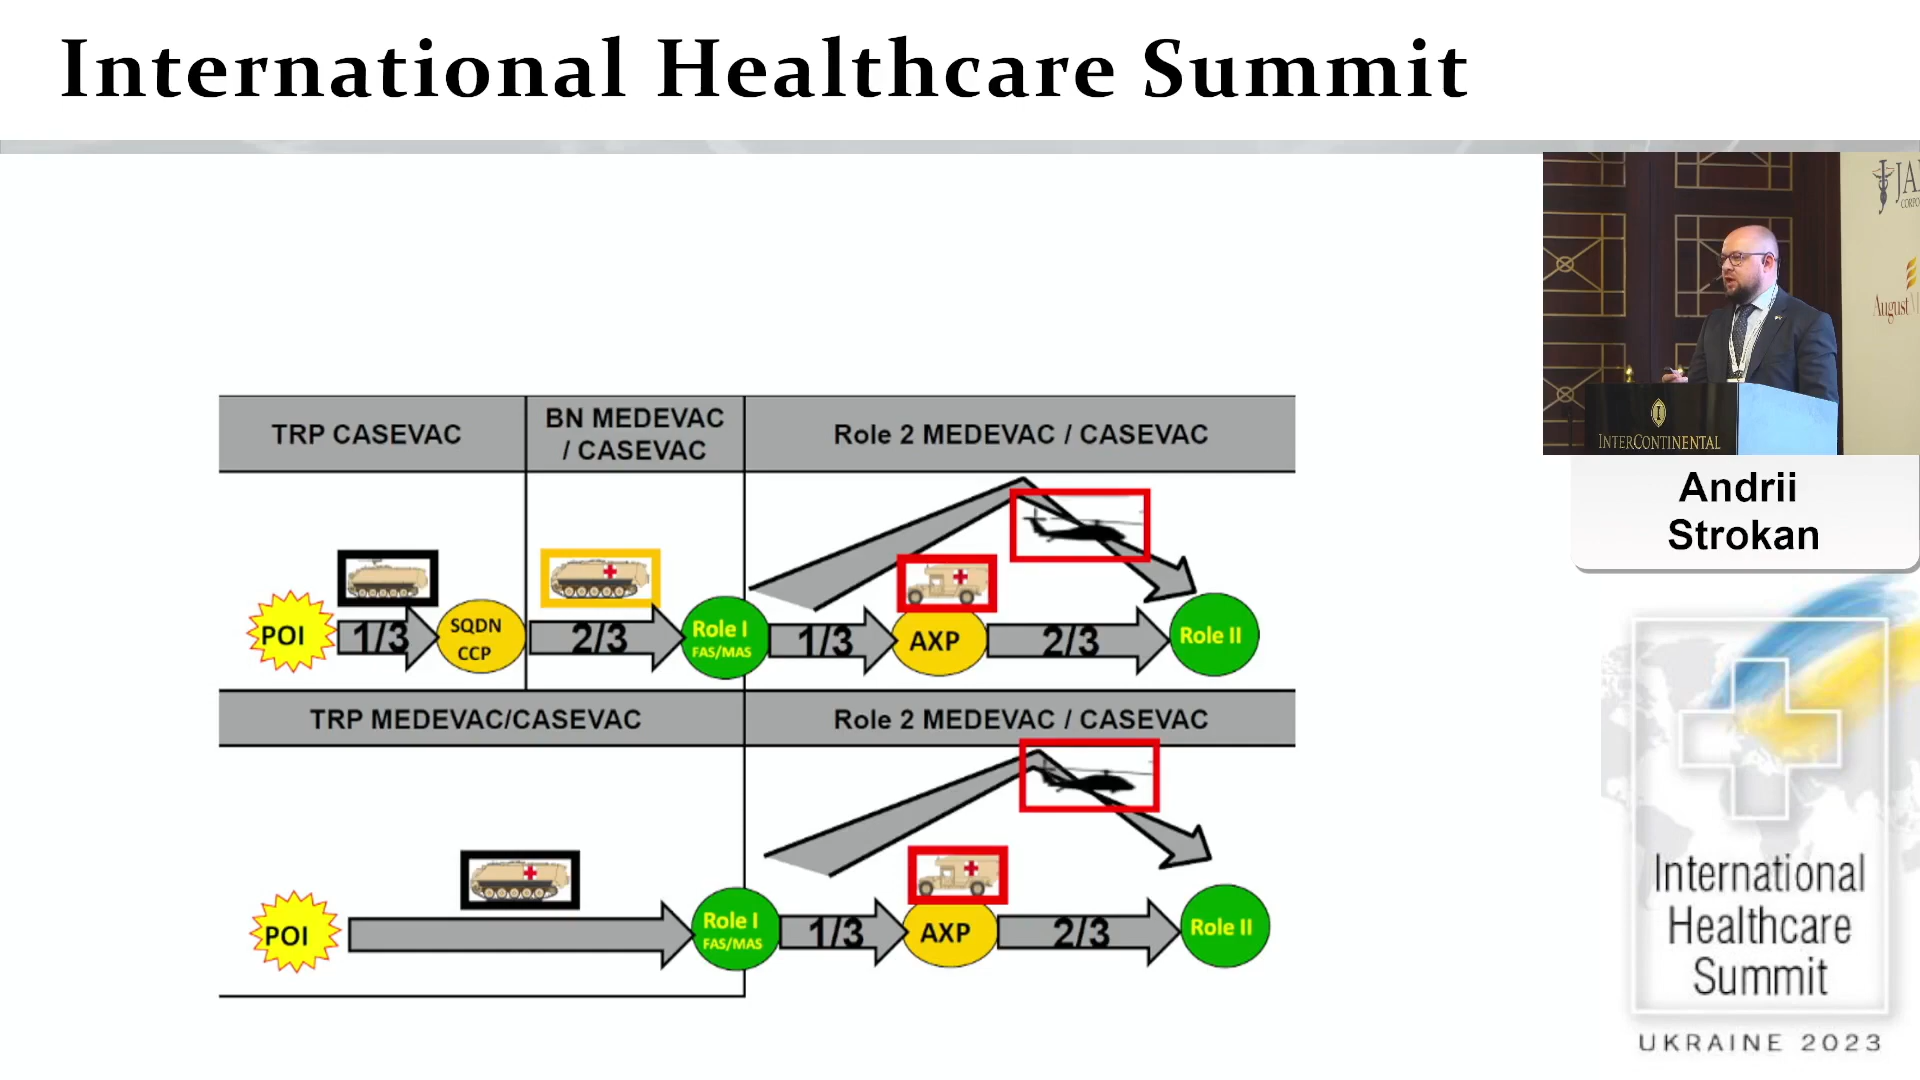 International Healthcare Summit
TRP CASEVAC
BN MEDEVAC
/ CASEVAC
Role 2 MEDEVAC / CASEVAC
POI
1/3
SQDN
CCP
2/3
Role I
FAS/MAS
1/3
AXP
2/3
Role II
TRP MEDEVAC/CASEVAC
Role 2 MEDEVAC / CASEVAC
POI
Role I
FAS/MAS
1/3
AXP
2/3
Role II
August
INTERCONTINENTAL
Andrii
Strokan
International
Healthcare
Summit
UKRAINE 2023